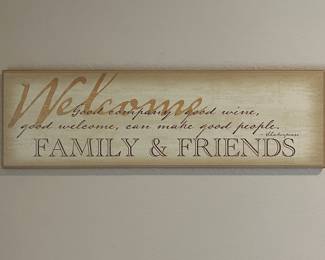 Welcome
Good company, good wine,
good welcome, can make good people.
~Shakespeare
FAMILY & FRIENDS